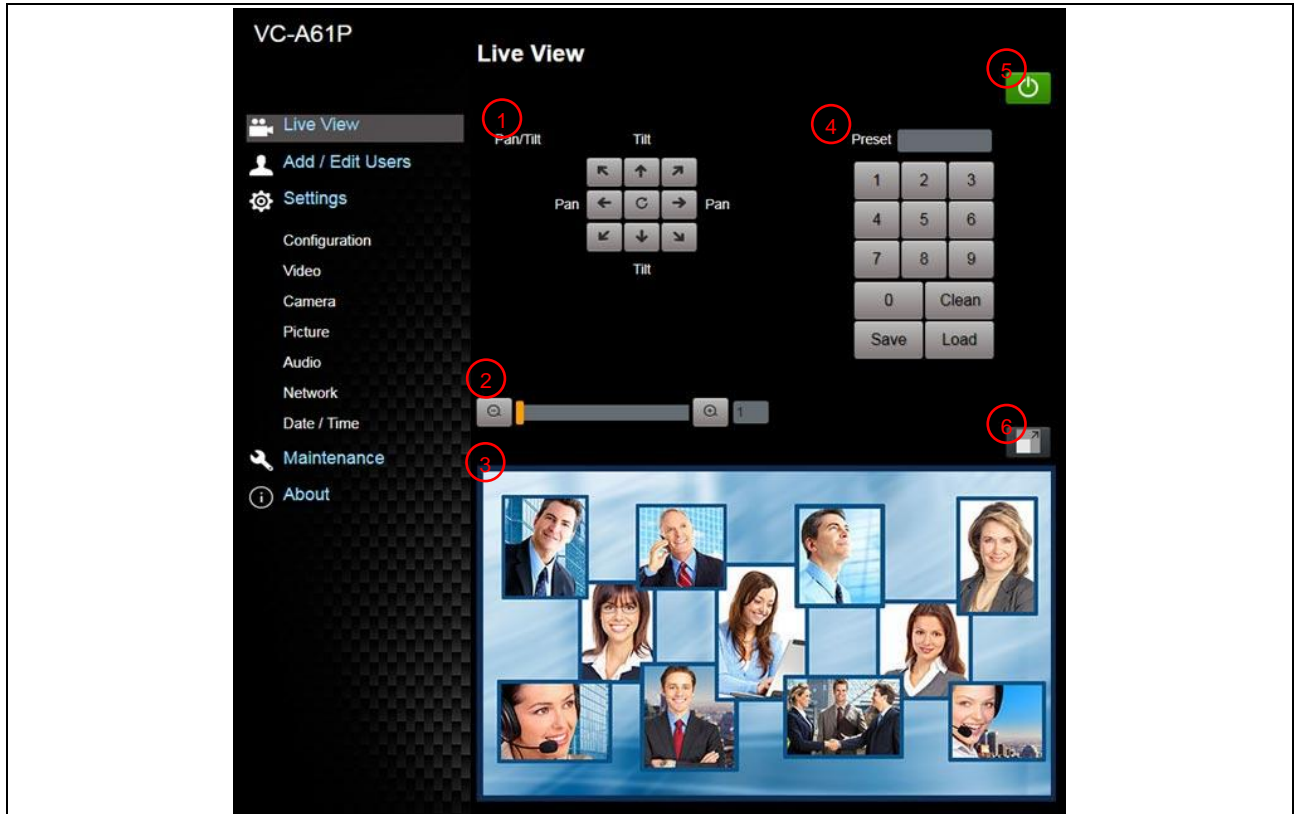 VC-A61P
Live View
5
Live View
Add / Edit Users
Settings
Configuration
Video
Camera
Picture
Audio
Network
Date / Time
Maintenance
About
1
Pan/Tilt
Tilt
Pan
Pan
Tilt
4
Preset
1 2 3
4 5 6
7 8 9
0 Clean
Save Load
2
1
6
3